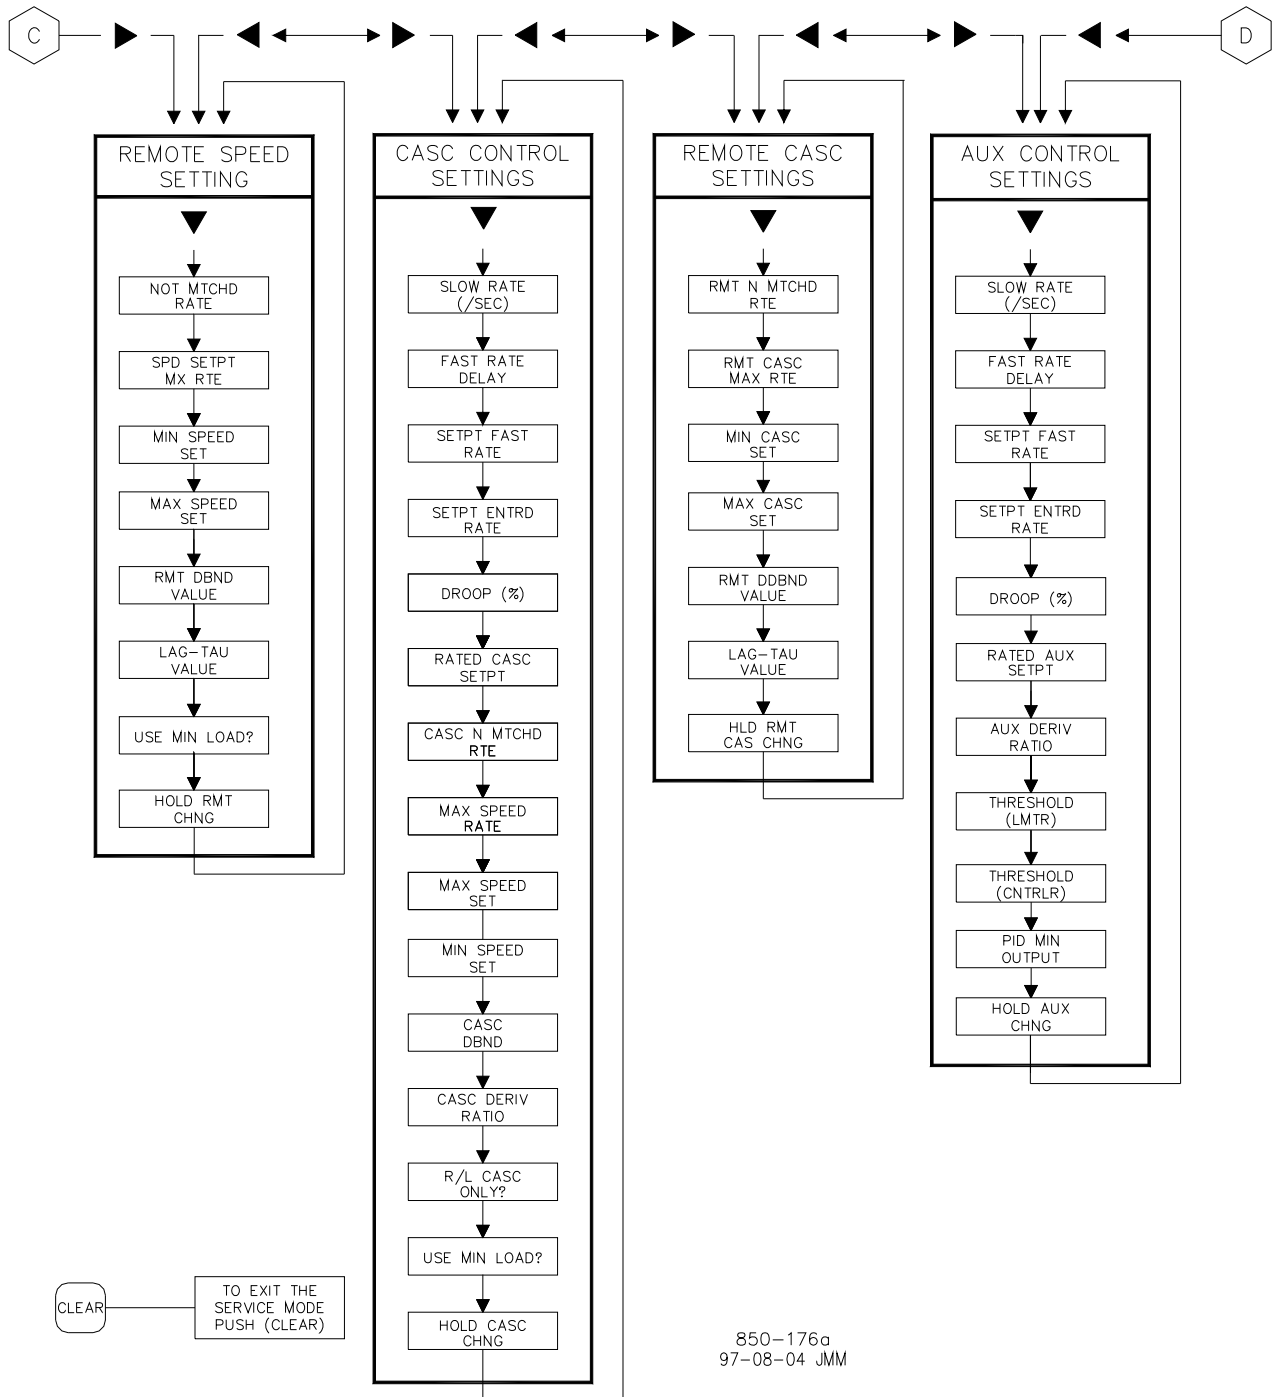 C
D
REMOTE SPEED
SETTING
NOT MTCHD
RATE
SPD SETPT
MX RTE
MIN SPEED
SET
MAX SPEED
SET
RMT DBND
VALUE
LAG-TAU
VALUE
USE MIN LOAD?
HOLD RMT
CHNG
CASC CONTROL
SETTINGS
SLOW RATE
(/SEC)
FAST RATE
DELAY
SETPT FAST
RATE
SETPT ENTRD
RATE
DROOP (%)
RATED CASC
SETPT
CASC N MTCHD
RTE
MAX SPEED
RATE
MAX SPEED
SET
MIN SPEED
SET
CASC
DBND
CASC DERIV
RATIO
R/L CASC
ONLY?
USE MIN LOAD?
HOLD CASC
CHNG
REMOTE CASC
SETTINGS
RMT N MTCHD
RTE
RMT CASC
MAX RTE
MIN CASC
SET
MAX CASC
SET
RMT DDBND
VALUE
LAG-TAU
VALUE
HLD RMT
CAS CHNG
AUX CONTROL
SETTINGS
SLOW RATE
(/SEC)
FAST RATE
DELAY
SETPT FAST
RATE
SETPT ENTRD
RATE
DROOP (%)
RATED AUX
SETPT
AUX DERIV
RATIO
THRESHOLD
(LMTR)
THRESHOLD
(CNTRLR)
PID MIN
OUTPUT
HOLD AUX
CHNG
CLEAR
TO EXIT THE
SERVICE MODE
PUSH (CLEAR)
850-176a
97-08-04 JMM